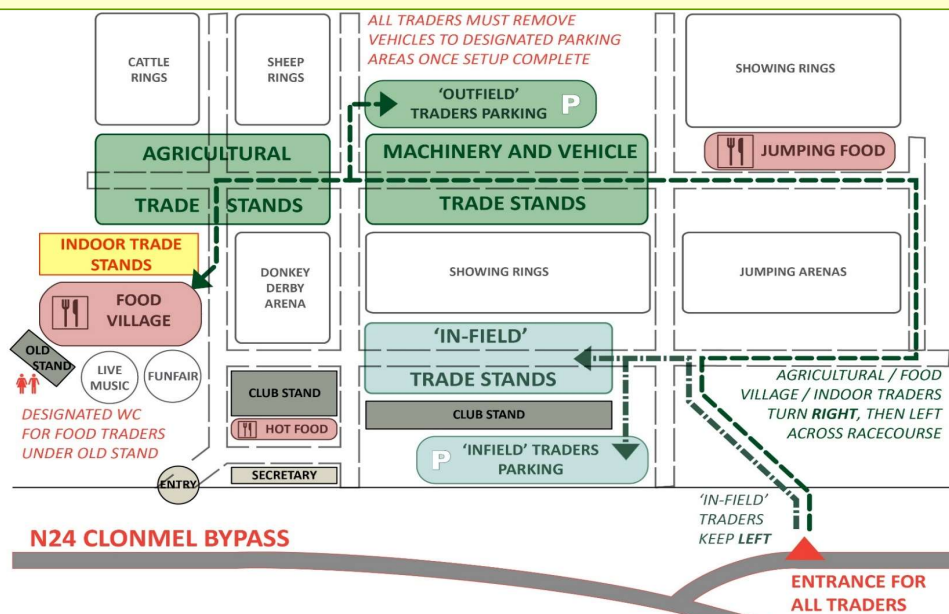 ALL TRADERS MUST REMOVE
VEHICLES TO DESIGNATED PARKING
AREAS ONCE SETUP COMPLETE
CATTLE
RINGS
SHEEP
RINGS
SHOWING RINGS
'OUTFIELD'
TRADERS PARKING
P
AGRICULTURAL
TRADE STANDS
MACHINERY AND VEHICLE
TRADE STANDS
JUMPING FOOD
INDOOR TRADE
STANDS
FOOD
VILLAGE
DONKEY
DERBY
ARENA
SHOWING RINGS
JUMPING ARENAS
OLD
STAND
LIVE
MUSIC
FUNFAIR
'IN-FIELD'
TRADE STANDS
CLUB STAND
HOT FOOD
CLUB STAND
AGRICULTURAL / FOOD
VILLAGE / INDOOR TRADERS
TURN RIGHT, THEN LEFT
ACROSS RACECOURSE
DESIGNATED WC
FOR FOOD TRADERS
UNDER OLD STAND
P
'INFIELD' TRADERS
PARKING
ENTRY
SECRETARY
'IN-FIELD'
TRADERS
KEEP LEFT
N24 CLONMEL BYPASS
ENTRANCE FOR
ALL TRADERS